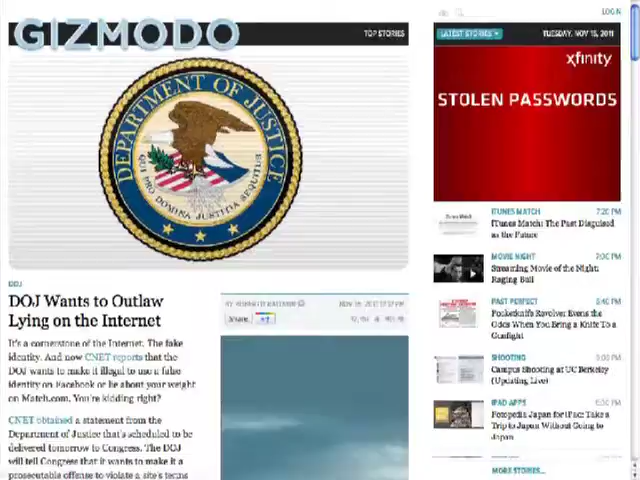 LOGIN
GIZMODO
TOP STORIES
LATEST STORIES
TUESDAY, NOV 15, 2011
DEPARTMENT OF JUSTICE
QUI PRO DOMINA JUSTITIA SEQUITUR
DOJ
DOJ Wants to Outlaw
Lying on the Internet
It's a cornerstone of the Internet. The fake
identity. And now CNET reports that the
DOJ wants to make it illegal to use a fake
identity on Facebook or lie about your weight
on Match.com. You're kidding right?
CNET obtained a statement from the
Department of Justice that's scheduled to be
delivered tomorrow to Congress. The DOJ
will tell Congress that it wants to make it a
prosecutable offense to violate a site's terms
Share
+1
xfinity
STOLEN PASSWORDS
ITUNES MATCH
7:20 PM
iTunes Match: The Past Disguised
as the Future
MOVIE NIGHT
7:00 PM
Streaming Movie of the Night:
Raging Bull
PAST PERFECT
6:40 PM
Pocketknife Revolver Evens the
Odds When You Bring a Knife To a
Gunfight
SHOOTING
Campus Shooting at UC Berkeley
(Updating Live)
IPAD APPS
Fotopedia Japan for iPace Take a
Trip to Japan Without Going to
Japan
MORE STORIES...